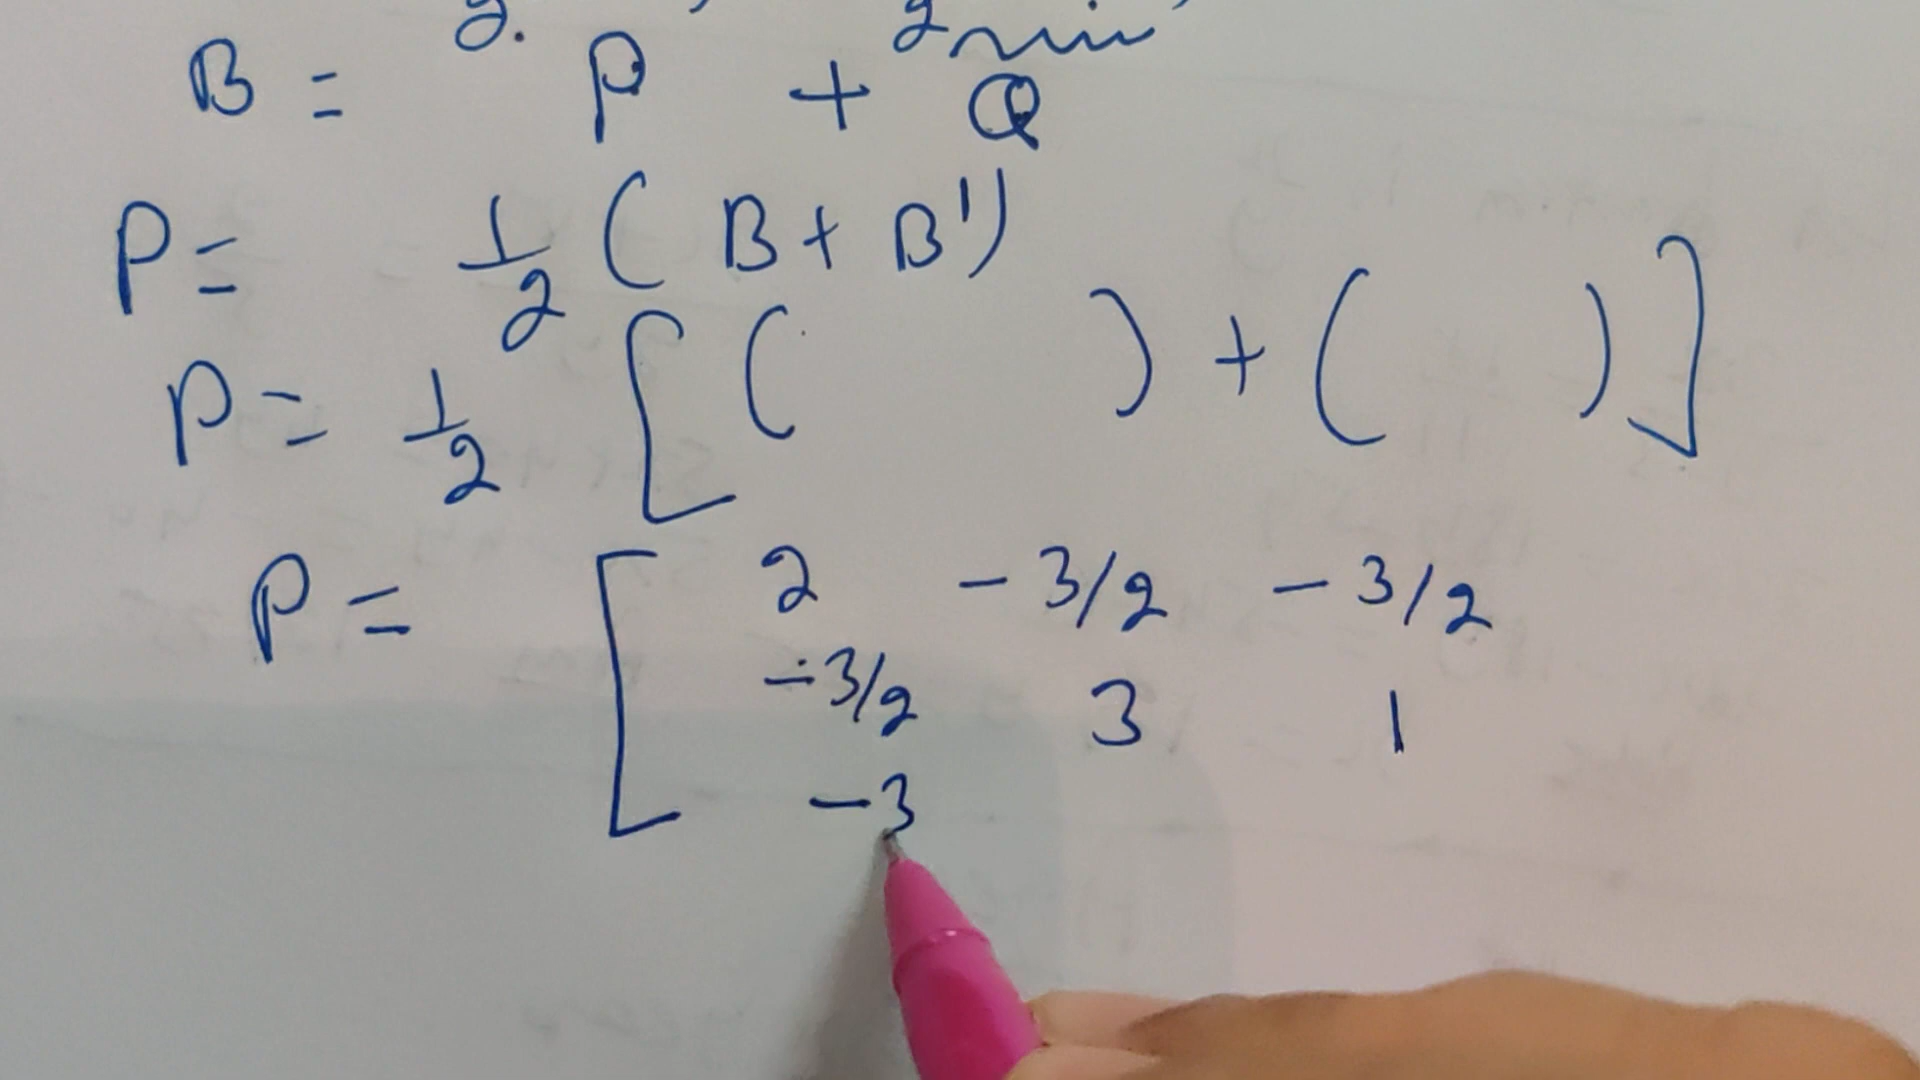 B = P + Q
P = 1/2 ( B + B' )
P = 1/2 [ ( ) + ( ) ]
P = [ 2 -3/2 -3/2
-3/2 3 1
-3